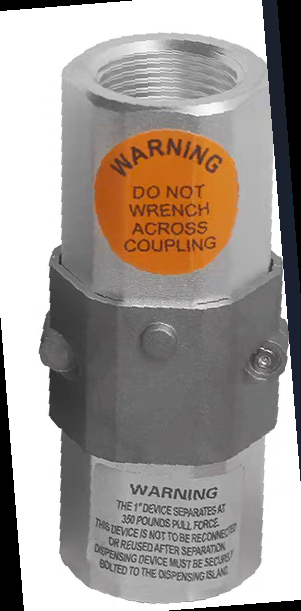 WARNING
DO NOT
WRENCH
ACROSS
COUPLING
WARNING
THE 1" DEVICE SEPARATES AT
350 POUNDS PULL FORCE.
THIS DEVICE IS NOT TO BE RECONNECTED
OR REUSED AFTER SEPARATION.
DISPENSING DEVICE MUST BE SECURELY
BOLTED TO THE DISPENSING ISLAND.